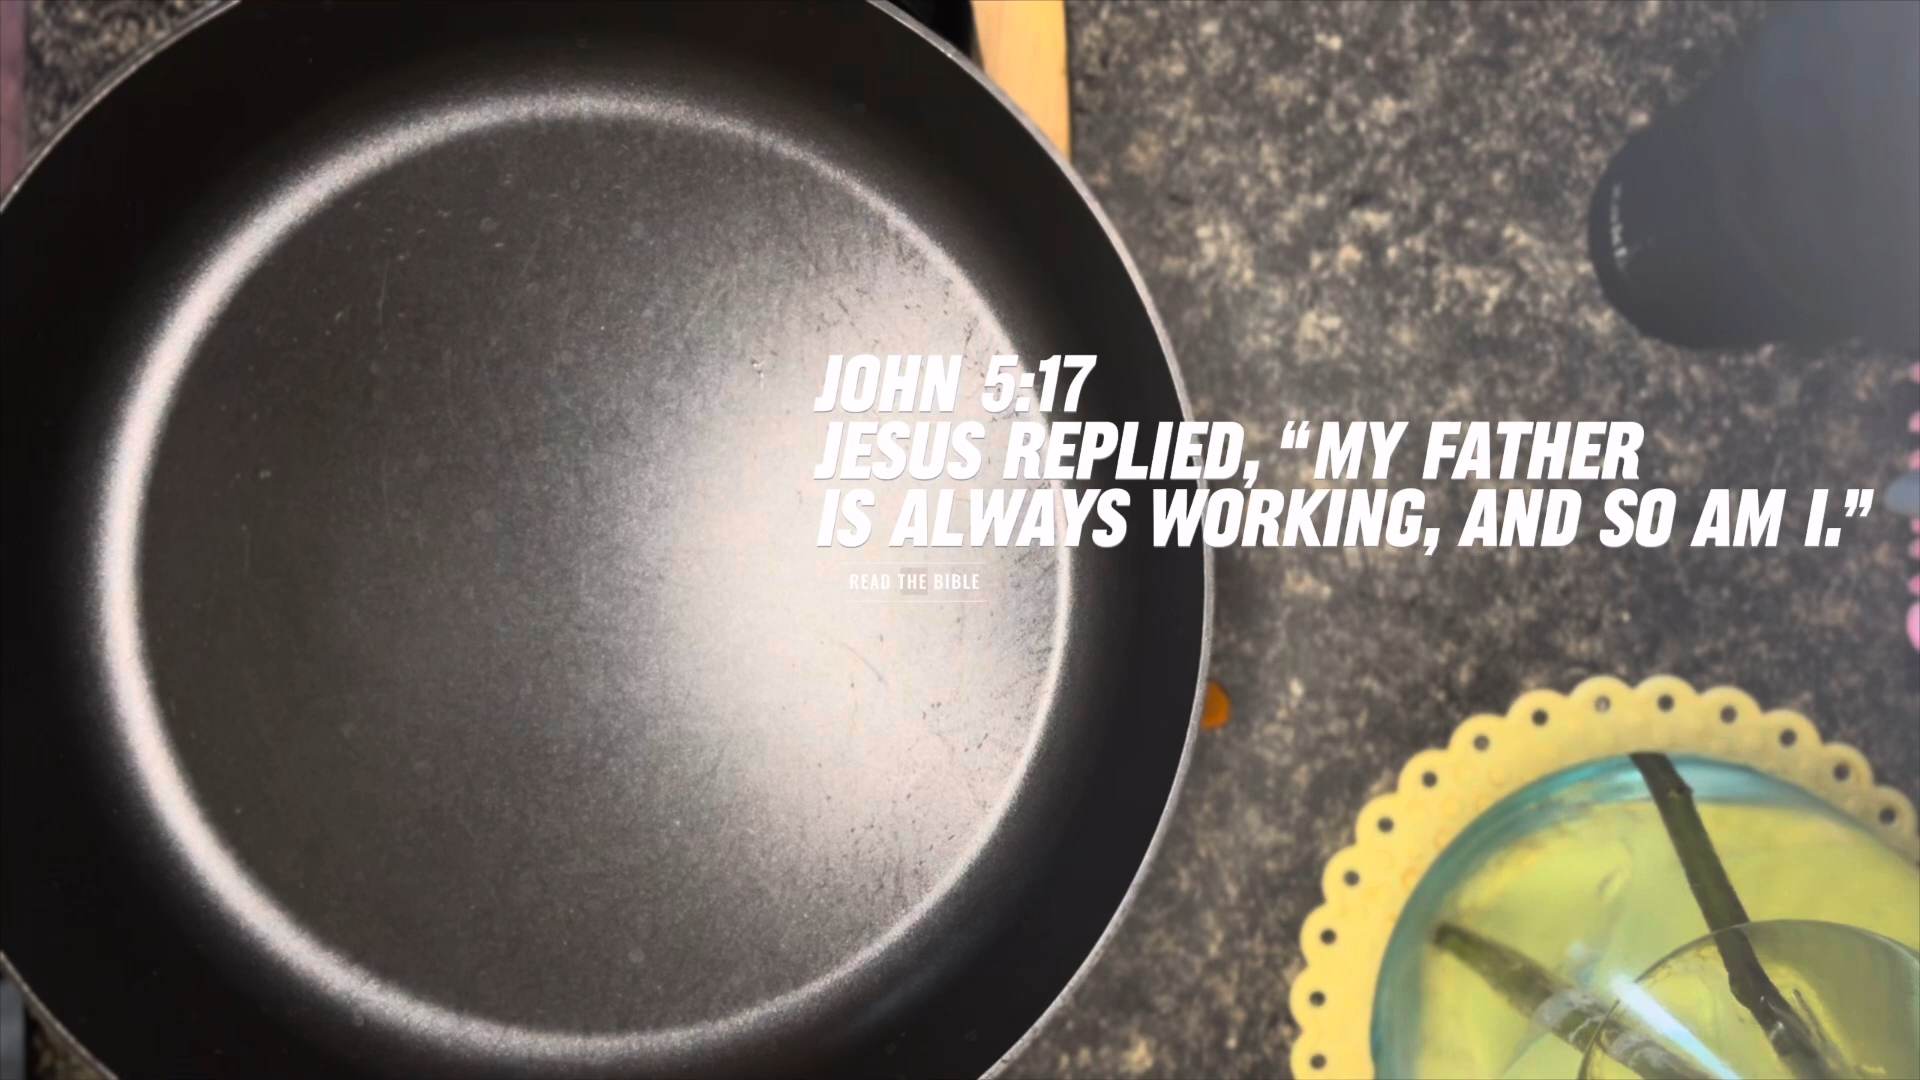 JOHN 5:17
JESUS REPLIED, “MY FATHER
IS ALWAYS WORKING, AND SO AM I.”
READ THE BIBLE